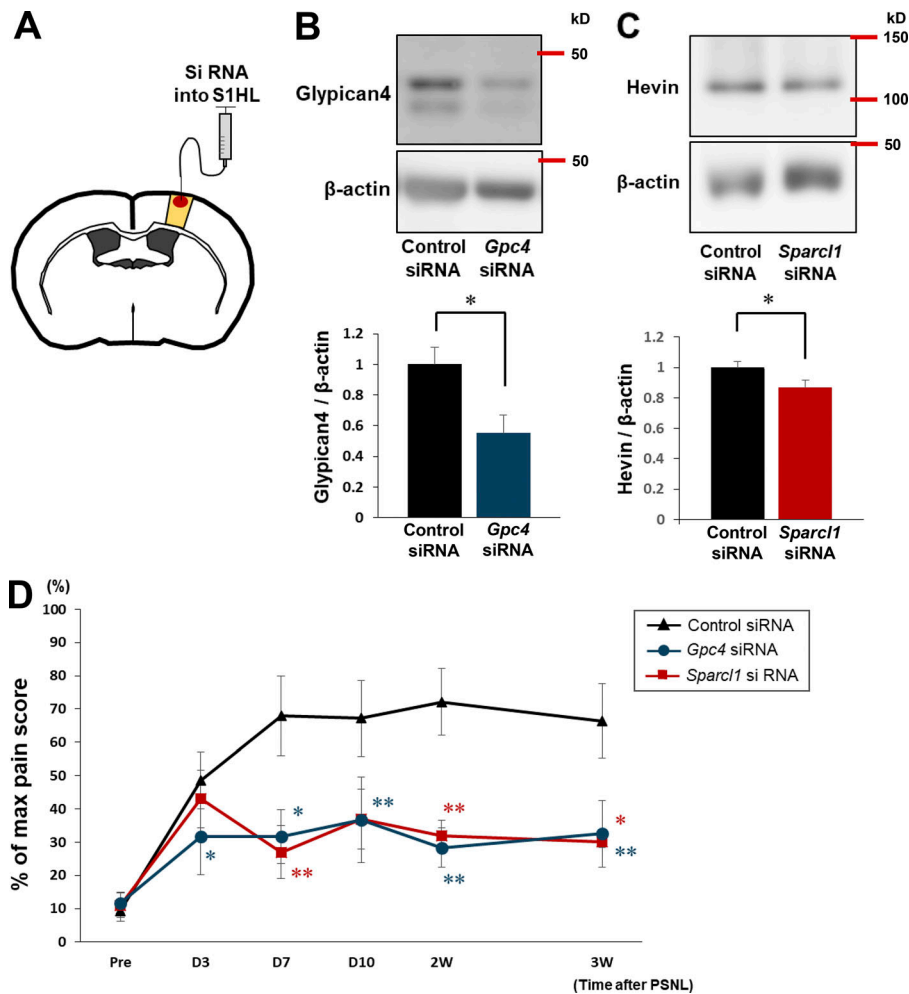 A
Si RNA
into S1HL
B
kD
50
Glypican4
50
β-actin
Control
siRNA
Gpc4
siRNA
*
Glypican4 / β-actin
1.2
1
0.8
0.6
0.4
0.2
0
Control
siRNA
Gpc4
siRNA
C
kD
150
Hevin
100
50
β-actin
Control
siRNA
Sparcl1
siRNA
*
Hevin / β-actin
1.2
1
0.8
0.6
0.4
0.2
0
Control
siRNA
Sparcl1
siRNA
D
(%)
% of max pain score
100
90
80
70
60
50
40
30
20
10
0
Control siRNA
Gpc4 siRNA
Sparcl1 si RNA
*
*
**
**
**
**
*
**
Pre
D3
D7
D10
2W
3W
(Time after PSNL)